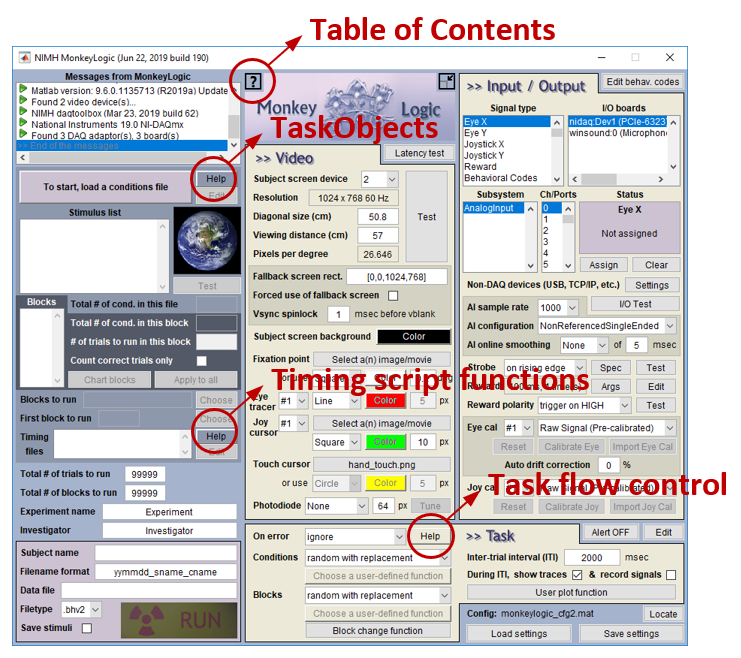 Table of Contents
NIMH MonkeyLogic (Jun 22, 2019 build 190)
Messages from MonkeyLogic
Matlab version: 9.6.0.1135713 (R2019a) Update
Found 2 video device(s)...
NIMH daqtoolbox (Mar 23, 2019 build 62)
National Instruments 19.0 NI-DAQmx
Found 3 DAQ adaptor(s), 3 board(s)
>> End of the messages
TaskObjects
To start, load a conditions file
Help
Edit
Stimulus list
Test
Blocks
Total # of cond. in this file
Total # of cond. in this block
# of trials to run in this block
Count correct trials only
Chart blocks
Apply to all
Timing script functions
Blocks to run
Choose
First block to run
Choose
Timing files
Help
Edit
Total # of trials to run
99999
Total # of blocks to run
99999
Experiment name
Experiment
Investigator
Investigator
Subject name
Filename format
yymmdd_sname_cname
Data file
Filetype
.bhv2
Save stimuli
RUN
?
Monkey Logic
>> Video
Latency test
Subject screen device
2
Resolution
1024 x 768 60 Hz
Diagonal size (cm)
50.8
Test
Viewing distance (cm)
57
Pixels per degree
26.646
Fallback screen rect.
[0,0,1024,768]
Forced use of fallback screen
Vsync spinlock
1
msec before vblank
Subject screen background
Color
Fixation point
Select a(n) image/movie
or use
Square
deg
Eye tracer
#1
Line
Color
5
px
Joy cursor
#1
Select a(n) image/movie
Square
Color
10
px
Touch cursor
hand_touch.png
or use
Circle
Color
5
px
Photodiode
None
64
px
Tune
Task flow control
On error
ignore
Help
Conditions
random with replacement
Choose a user-defined function
Blocks
random with replacement
Choose a user-defined function
Block change function
>> Input / Output
Edit behav. codes
Signal type
Eye X
Eye Y
Joystick X
Joystick Y
Reward
Behavioral Codes
I/O boards
nidaq:Dev1 (PCIe-6323
winsound:0 (Microphone
Subsystem
AnalogInput
Ch/Ports
0
1
2
3
4
5
Status
Eye X
Not assigned
Assign
Clear
Non-DAQ devices (USB, TCP/IP, etc.)
Settings
AI sample rate
1000
I/O Test
AI configuration
NonReferencedSingleEnded
AI online smoothing
None
of
5
msec
Strobe
on rising edge
Spec
Test
Reward
Args
Edit
Reward polarity
trigger on HIGH
Test
Eye cal
#1
Raw Signal (Pre-calibrated)
Reset
Calibrate Eye
Import Eye Cal
Auto drift correction
0
%
Joy cal
Raw Signal (Pre-calibrated)
Reset
Calibrate Joy
Import Joy Cal
>> Task
Alert OFF
Edit
Inter-trial interval (ITI)
2000
msec
During ITI, show traces
& record signals
User plot function
Config: monkeylogic_cfg2.mat
Locate
Load settings
Save settings